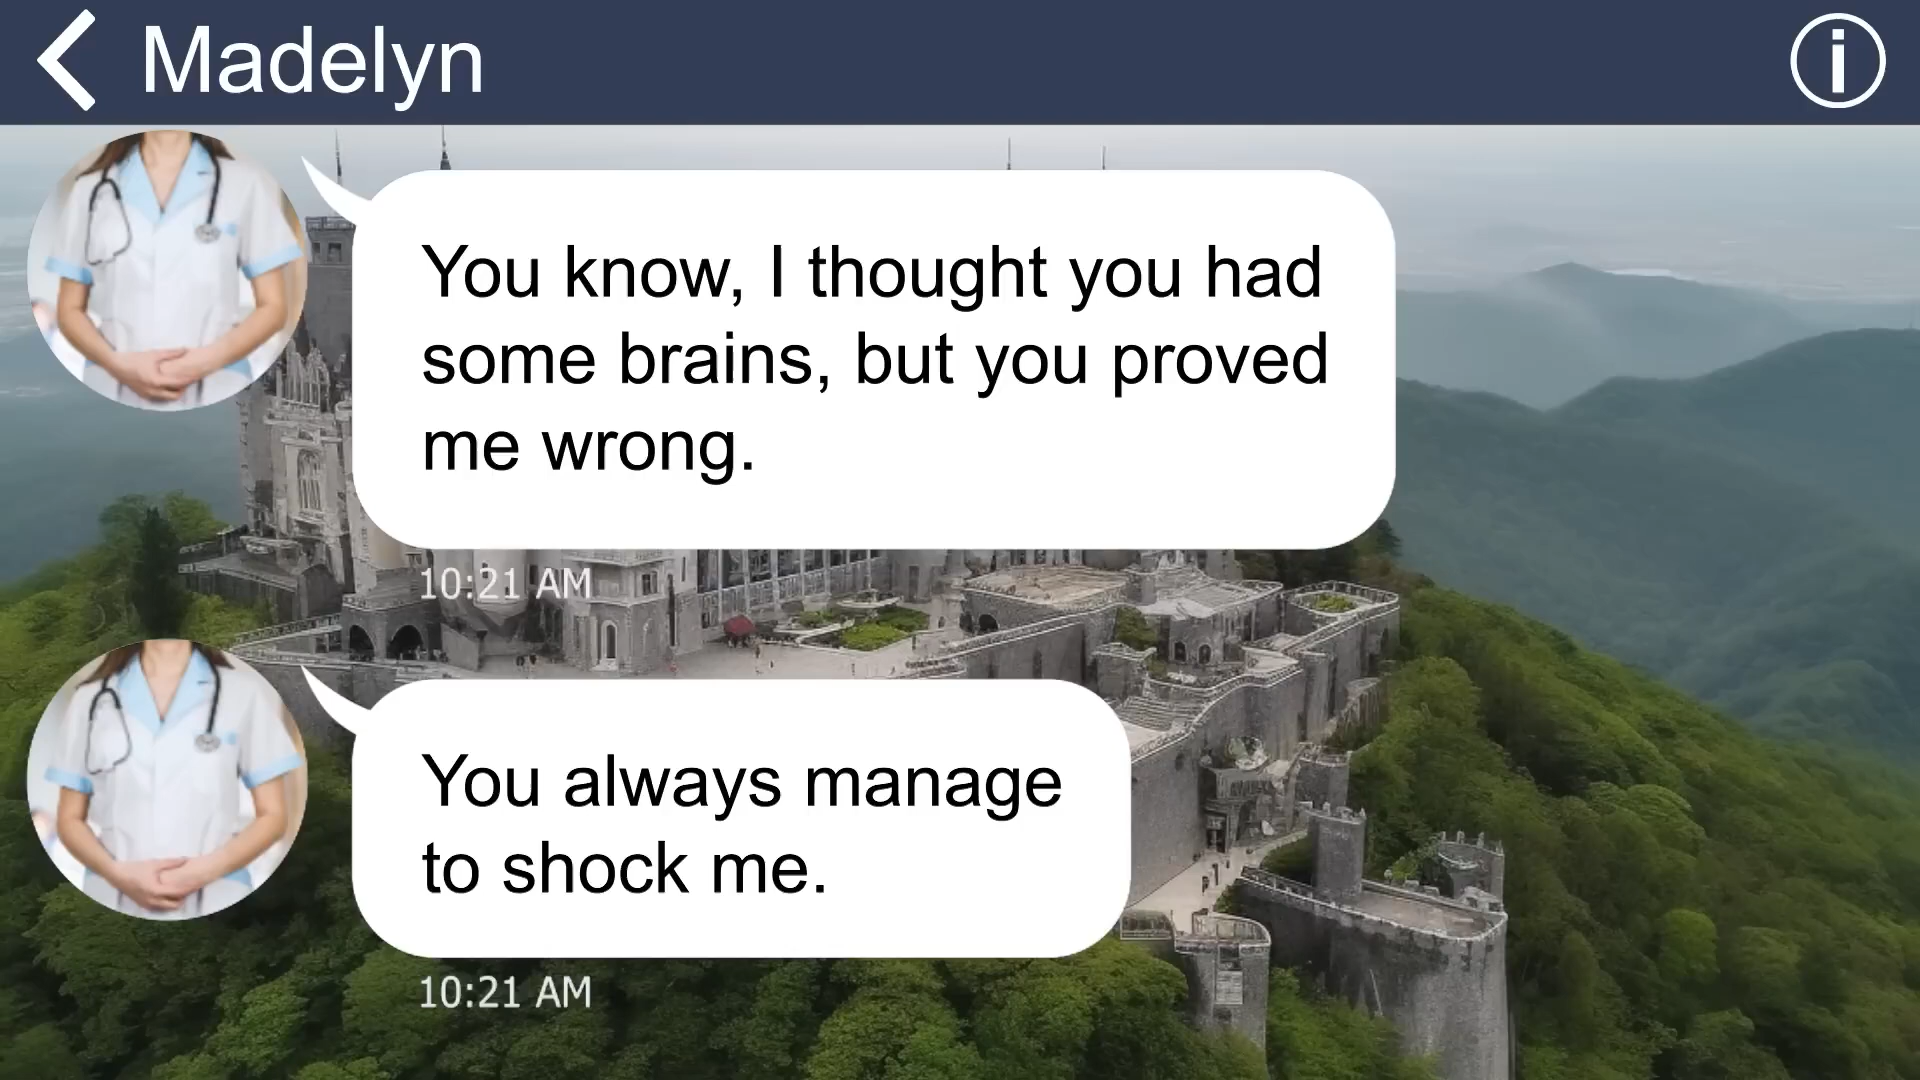 Madelyn
You know, I thought you had
some brains, but you proved
me wrong.
10:21 AM
You always manage
to shock me.
10:21 AM